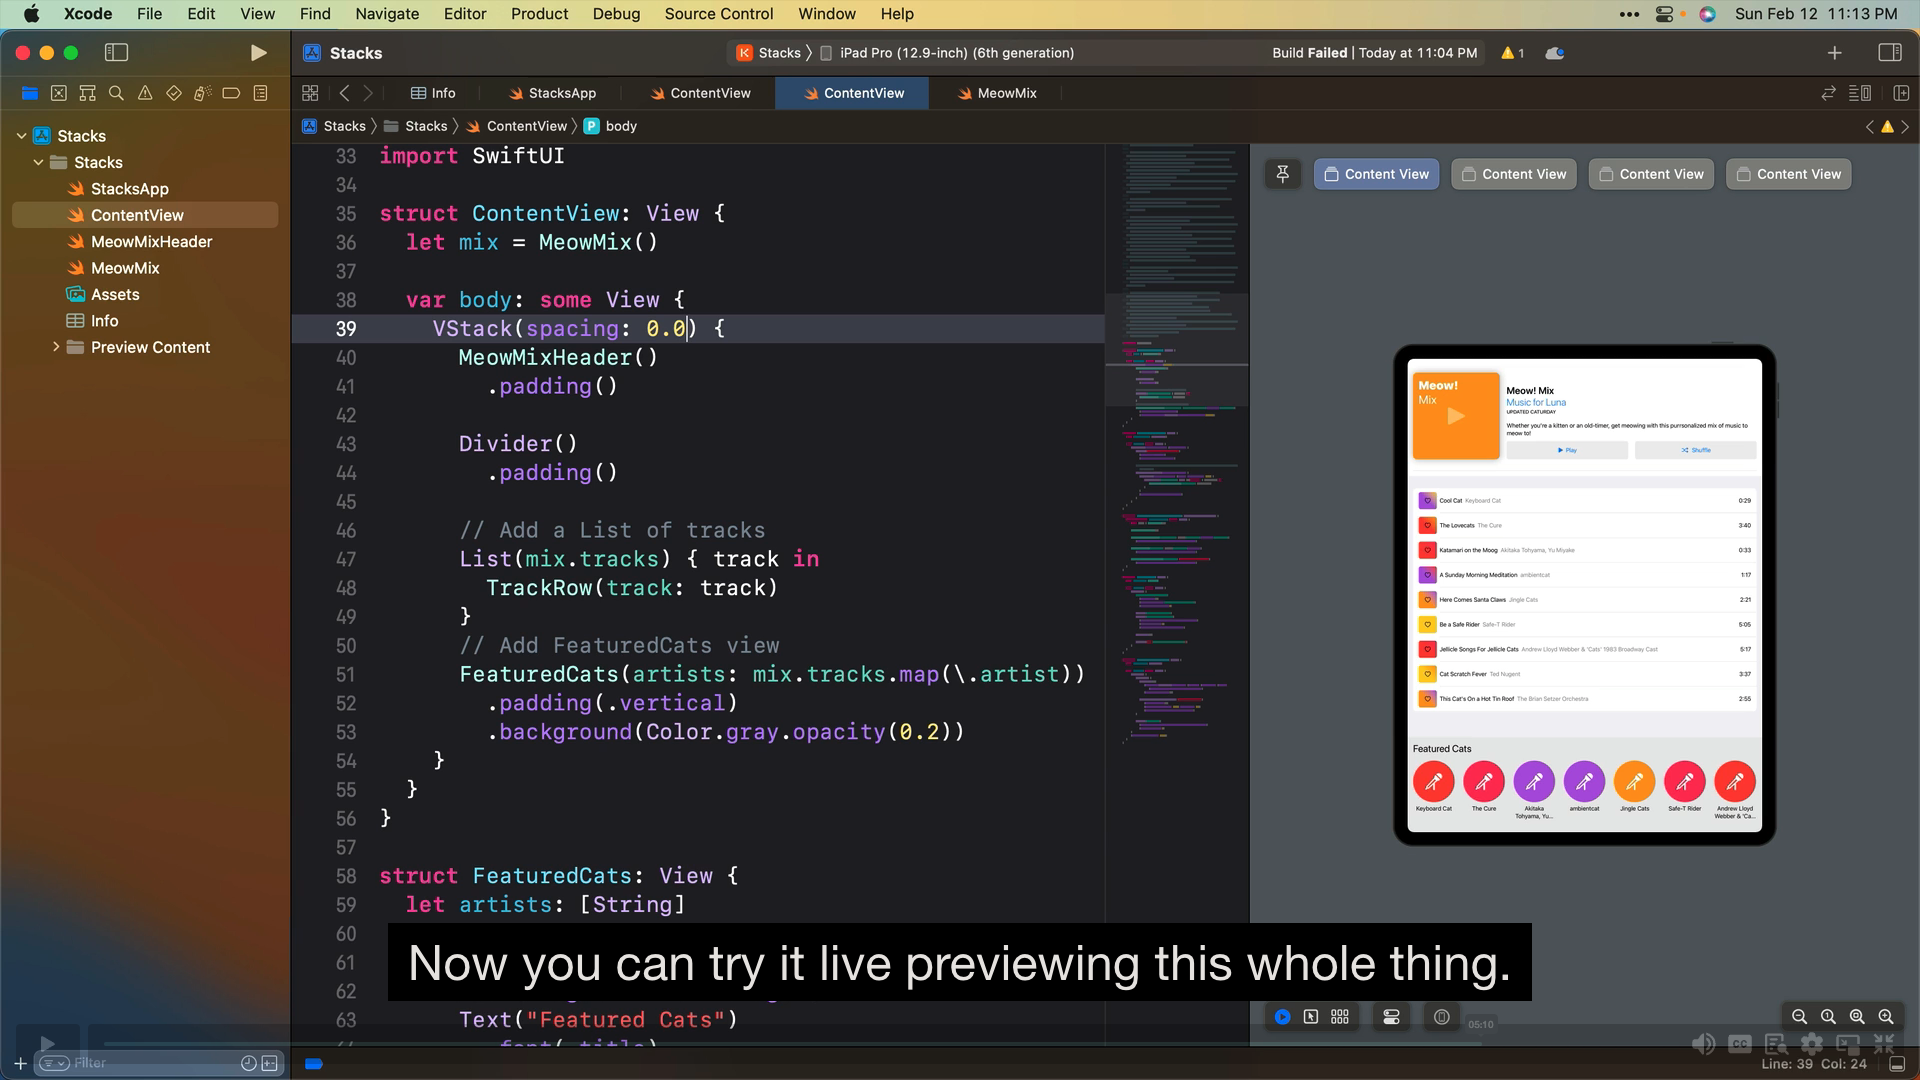 Xcode File Edit View Find Navigate Editor Product Debug Source Control Window Help
Sun Feb 12 11:13 PM
Stacks
Stacks iPad Pro (12.9-inch) (6th generation)
Build Failed | Today at 11:04 PM
1
Info
StacksApp
ContentView
ContentView
MeowMix
Stacks
Stacks
ContentView
body
Stacks
Stacks
StacksApp
ContentView
MeowMixHeader
MeowMix
Assets
Info
Preview Content
33 import SwiftUI
34
35 struct ContentView: View {
36 let mix = MeowMix()
37
38 var body: some View {
39 VStack(spacing: 0.0) {
40 MeowMixHeader()
41 .padding()
42
43 Divider()
44 .padding()
45
46 // Add a List of tracks
47 List(mix.tracks) { track in
48 TrackRow(track: track)
49 }
50 // Add FeaturedCats view
51 FeaturedCats(artists: mix.tracks.map(\.artist))
52 .padding(.vertical)
53 .background(Color.gray.opacity(0.2))
54 }
55 }
56 }
57
58 struct FeaturedCats: View {
59 let artists: [String]
60
61
62
63 Text("Featured Cats")
Now you can try it live previewing this whole thing.
Content View
Content View
Content View
Content View
Meow!
Mix
Meow! Mix
Music for Luna
UPDATED CATURDAY
Whether you're a kitten or an old-timer, get meowing with this purrsonalized mix of music to
meow to!
Play
Shuffle
Cool Cat Keyboard Cat 0:29
The Lovecats The Cure 3:40
Katamari on the Moog Akitaka Tohyama, Yu Miyake 0:33
A Sunday Morning Meditation ambientcat 1:17
Here Comes Santa Claws Jingle Cats 2:21
Be a Safe Rider Safe-T Rider 5:05
Jellicle Songs For Jellicle Cats Andrew Lloyd Webber & 'Cats' 1983 Broadway Cast 5:17
Cat Scratch Fever Ted Nugent 3:37
This Cat's On a Hot Tin Roof The Brian Setzer Orchestra 2:55
Featured Cats
Keyboard Cat
The Cure
Akitaka
Tohyama, Yu...
ambientcat
Jingle Cats
Safe-T Rider
Andrew Lloyd
Webber & 'Ca...
05:10
CC
Filter
Line: 39 Col: 24